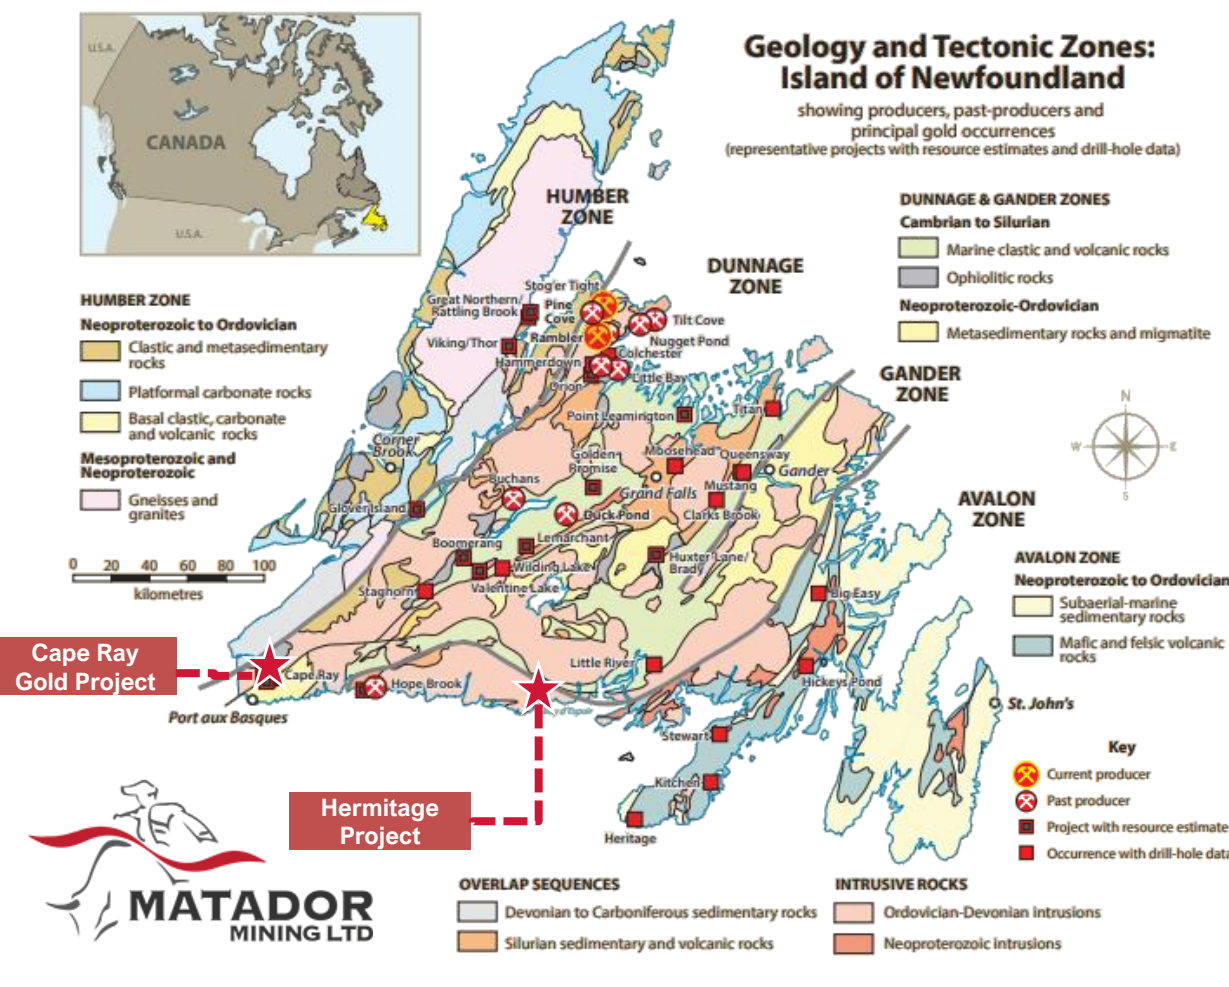 Geology and Tectonic Zones:
Island of Newfoundland
showing producers, past-producers and
principal gold occurrences
(representative projects with resource estimates and drill-hole data)
U.S.A.
CANADA
U.S.A.
HUMBER
ZONE
DUNNAGE
ZONE
GANDER
ZONE
AVALON
ZONE
DUNNAGE & GANDER ZONES
Cambrian to Silurian
Marine clastic and volcanic rocks
Ophiolitic rocks
Neoproterozoic-Ordovician
Metasedimentary rocks and migmatite
HUMBER ZONE
Neoproterozoic to Ordovician
Clastic and metasedimentary
rocks
Platformal carbonate rocks
Basal clastic, carbonate
and volcanic rocks
Mesoproterozoic and
Neoproterozoic
Gneisses and
granites
0 20 40 60 80 100
kilometres
Stog'er Tight
Great Northern/
Rattling Brook
Pine
Cove
Tilt Cove
Rambler
Nugget Pond
Viking/Thor
Colchester
Hammerdown
Little Bay
Orion
Point Leamington
Titan
Corner
Brook
Golden
Promise
Moosehead
Queensway
Gander
Buchans
Grand Falls
Mustang
Glover Island
Duck Pond
Clarks Brook
Boomerang
Lemarchant
Huxter Lane/
Brady
Wilding Lake
Staghorn
Valentine Lake
Big Easy
Little River
Cape Ray
Hope Brook
Hickeys Pond
Port aux Basques
St. John's
Stewart
Kitchen
Heritage
N
W
E
S
AVALON ZONE
Neoproterozoic to Ordovician
Subaerial-marine
sedimentary rocks
Mafic and felsic volcanic
rocks
Cape Ray
Gold Project
Hermitage
Project
Key
Current producer
Past producer
Project with resource estimate
Occurrence with drill-hole data
MATADOR
MINING LTD
OVERLAP SEQUENCES
Devonian to Carboniferous sedimentary rocks
Silurian sedimentary and volcanic rocks
INTRUSIVE ROCKS
Ordovician-Devonian intrusions
Neoproterozoic intrusions